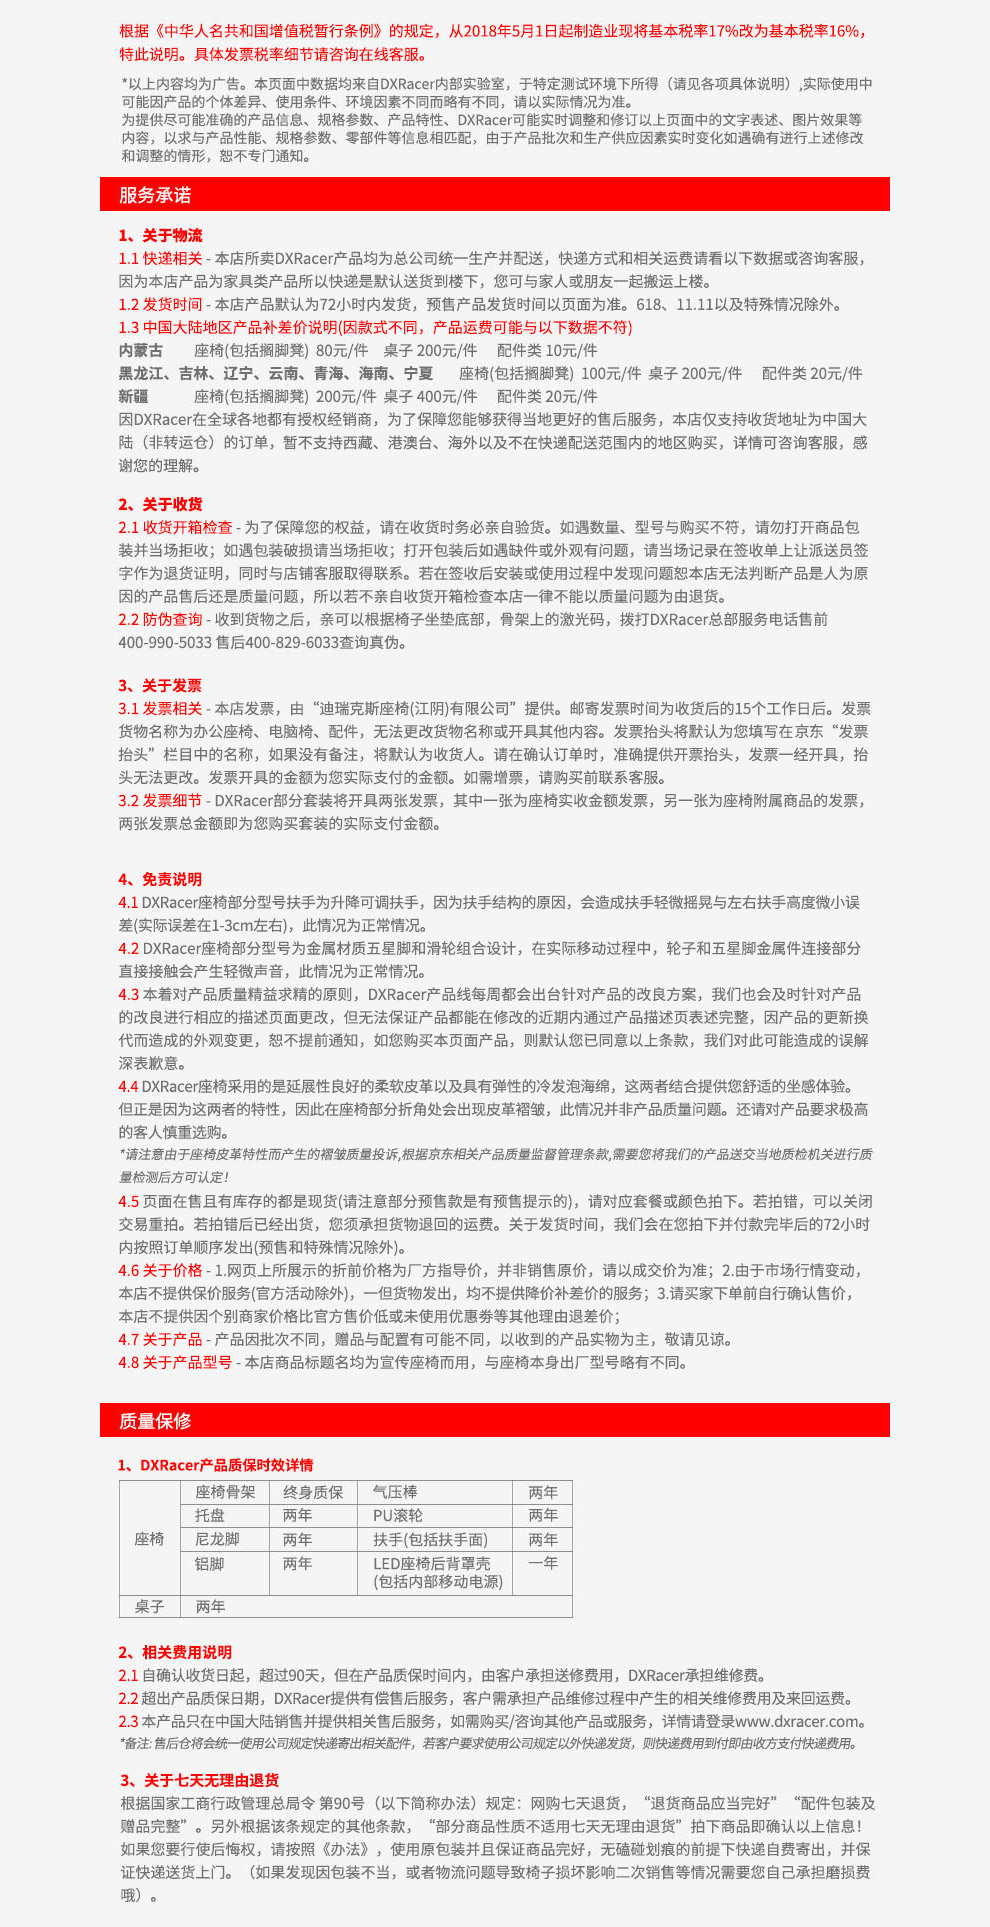 根据《中华人名共和国增值税暂行条例》的规定，从2018年5月1日起制造业现将基本税率17%改为基本税率16%，
特此说明。具体发票税率细节请咨询在线客服。
*以上内容均为广告。本页面中数据均来自DXRacer内部实验室，于特定测试环境下所得（请见各项具体说明）,实际使用中
可能因产品的个体差异、使用条件、环境因素不同而略有不同，请以实际情况为准。
为提供尽可能准确的产品信息、规格参数、产品特性、DXRacer可能实时调整和修订以上页面中的文字表述、图片效果等
内容，以求与产品性能、规格参数、零部件等信息相匹配，由于产品批次和生产供应因素实时变化如遇确有进行上述修改
和调整的情形，恕不专门通知。
服务承诺
1、关于物流
1.1 快递相关 - 本店所卖DXRacer产品均为总公司统一生产并配送，快递方式和相关运费请看以下数据或咨询客服，
因为本店产品为家具类产品所以快递是默认送货到楼下，您可与家人或朋友一起搬运上楼。
1.2 发货时间 - 本店产品默认为72小时内发货，预售产品发货时间以页面为准。618、11.11以及特殊情况除外。
1.3 中国大陆地区产品补差价说明(因款式不同，产品运费可能与以下数据不符)
内蒙古 座椅(包括搁脚凳) 80元/件 桌子 200元/件 配件类 10元/件
黑龙江、吉林、辽宁、云南、青海、海南、宁夏 座椅(包括搁脚凳) 100元/件 桌子 200元/件 配件类 20元/件
新疆 座椅(包括搁脚凳) 200元/件 桌子 400元/件 配件类 20元/件
因DXRacer在全球各地都有授权经销商，为了保障您能够获得当地更好的售后服务，本店仅支持收货地址为中国大
陆（非转运仓）的订单，暂不支持西藏、港澳台、海外以及不在快递配送范围内的地区购买，详情可咨询客服，感
谢您的理解。
2、关于收货
2.1 收货开箱检查 - 为了保障您的权益，请在收货时务必亲自验货。如遇数量、型号与购买不符，请勿打开商品包
装并当场拒收；如遇包装破损请当场拒收；打开包装后如遇缺件或外观有问题，请当场记录在签收单上让派送员签
字作为退货证明，同时与店铺客服取得联系。若在签收后安装或使用过程中发现问题恕本店无法判断产品是人为原
因的产品售后还是质量问题，所以若不亲自收货开箱检查本店一律不能以质量问题为由退货。
2.2 防伪查询 - 收到货物之后，亲可以根据椅子坐垫底部，骨架上的激光码，拨打DXRacer总部服务电话售前
400-990-5033 售后400-829-6033查询真伪。
3、关于发票
3.1 发票相关 - 本店发票，由“迪瑞克斯座椅(江阴)有限公司”提供。邮寄发票时间为收货后的15个工作日后。发票
货物名称为办公座椅、电脑椅、配件，无法更改货物名称或开具其他内容。发票抬头将默认为您填写在京东“发票
抬头”栏目中的名称，如果没有备注，将默认为收货人。请在确认订单时，准确提供开票抬头，发票一经开具，抬
头无法更改。发票开具的金额为您实际支付的金额。如需增票，请购买前联系客服。
3.2 发票细节 - DXRacer部分套装将开具两张发票，其中一张为座椅实收金额发票，另一张为座椅附属商品的发票，
两张发票总金额即为您购买套装的实际支付金额。
4、免责说明
4.1 DXRacer座椅部分型号扶手为升降可调扶手，因为扶手结构的原因，会造成扶手轻微摇晃与左右扶手高度微小误
差(实际误差在1-3cm左右)，此情况为正常情况。
4.2 DXRacer座椅部分型号为金属材质五星脚和滑轮组合设计，在实际移动过程中，轮子和五星脚金属件连接部分
直接接触会产生轻微声音，此情况为正常情况。
4.3 本着对产品质量精益求精的原则，DXRacer产品线每周都会出台针对产品的改良方案，我们也会及时针对产品
的改良进行相应的描述页面更改，但无法保证产品都能在修改的近期内通过产品描述页表述完整，因产品的更新换
代而造成的外观变更，恕不提前通知，如您购买本页面产品，则默认您已同意以上条款，我们对此可能造成的误解
深表歉意。
4.4 DXRacer座椅采用的是延展性良好的柔软皮革以及具有弹性的冷发泡海绵，这两者结合提供您舒适的坐感体验。
但正是因为这两者的特性，因此在座椅部分折角处会出现皮革褶皱，此情况并非产品质量问题。还请对产品要求极高
的客人慎重选购。
*请注意由于座椅皮革特性而产生的褶皱质量投诉,根据京东相关产品质量监督管理条款,需要您将我们的产品送交当地质检机关进行质
量检测后方可认定！
4.5 页面在售且有库存的都是现货(请注意部分预售款是有预售提示的)，请对应套餐或颜色拍下。若拍错，可以关闭
交易重拍。若拍错后已经出货，您须承担货物退回的运费。关于发货时间，我们会在您拍下并付款完毕后的72小时
内按照订单顺序发出(预售和特殊情况除外)。
4.6 关于价格 - 1.网页上所展示的折前价格为厂方指导价，并非销售原价，请以成交价为准；2.由于市场行情变动，
本店不提供保价服务(官方活动除外)，一但货物发出，均不提供降价补差价的服务；3.请买家下单前自行确认售价，
本店不提供因个别商家价格比官方售价低或未使用优惠劵等其他理由退差价；
4.7 关于产品 - 产品因批次不同，赠品与配置有可能不同，以收到的产品实物为主，敬请见谅。
4.8 关于产品型号 - 本店商品标题名均为宣传座椅而用，与座椅本身出厂型号略有不同。
质量保修
1、DXRacer产品质保时效详情
座椅骨架 终身质保 气压棒 两年
托盘 两年 PU滚轮 两年
座椅 尼龙脚 两年 扶手(包括扶手面) 两年
铝脚 两年 LED座椅后背罩壳 一年
(包括内部移动电源)
桌子 两年
2、相关费用说明
2.1 自确认收货日起，超过90天，但在产品质保时间内，由客户承担送修费用，DXRacer承担维修费。
2.2 超出产品质保日期，DXRacer提供有偿售后服务，客户需承担产品维修过程中产生的相关维修费用及来回运费。
2.3 本产品只在中国大陆销售并提供相关售后服务，如需购买/咨询其他产品或服务，详情请登录www.dxracer.com。
*备注: 售后仓将会统一使用公司规定快递寄出相关配件，若客户要求使用公司规定以外快递发货，则快递费用到付即由收方支付快递费用。
3、关于七天无理由退货
根据国家工商行政管理总局令 第90号（以下简称办法）规定：网购七天退货，“退货商品应当完好”“配件包装及
赠品完整”。另外根据该条规定的其他条款，“部分商品性质不适用七天无理由退货”拍下商品即确认以上信息！
如果您要行使后悔权，请按照《办法》，使用原包装并且保证商品完好，无磕碰划痕的前提下快递自费寄出，并保
证快递送货上门。（如果发现因包装不当，或者物流问题导致椅子损坏影响二次销售等情况需要您自己承担磨损费
哦）。